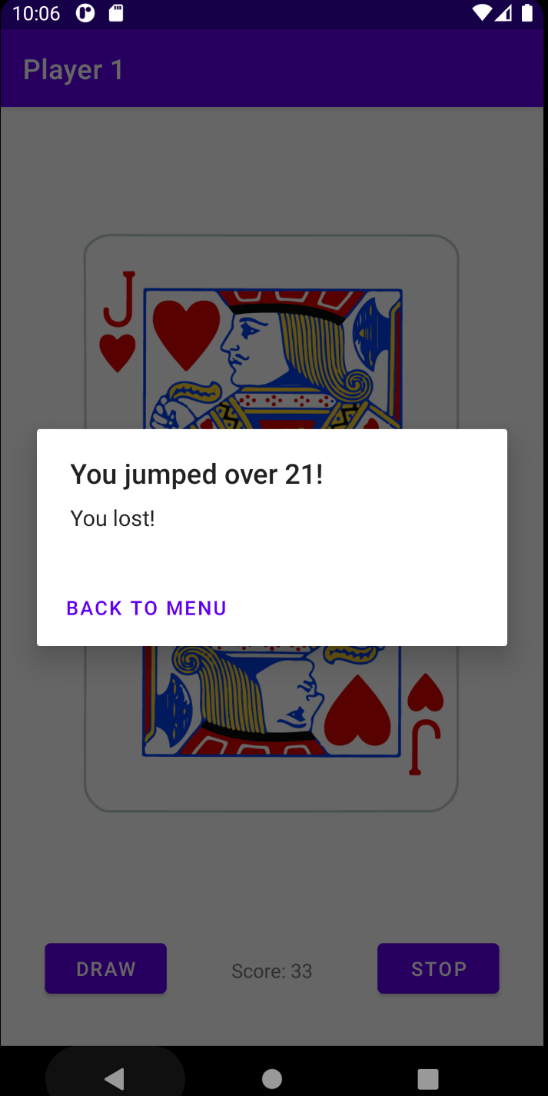 10:06
Player 1
J
You jumped over 21!
You lost!
BACK TO MENU
J
DRAW
Score: 33
STOP